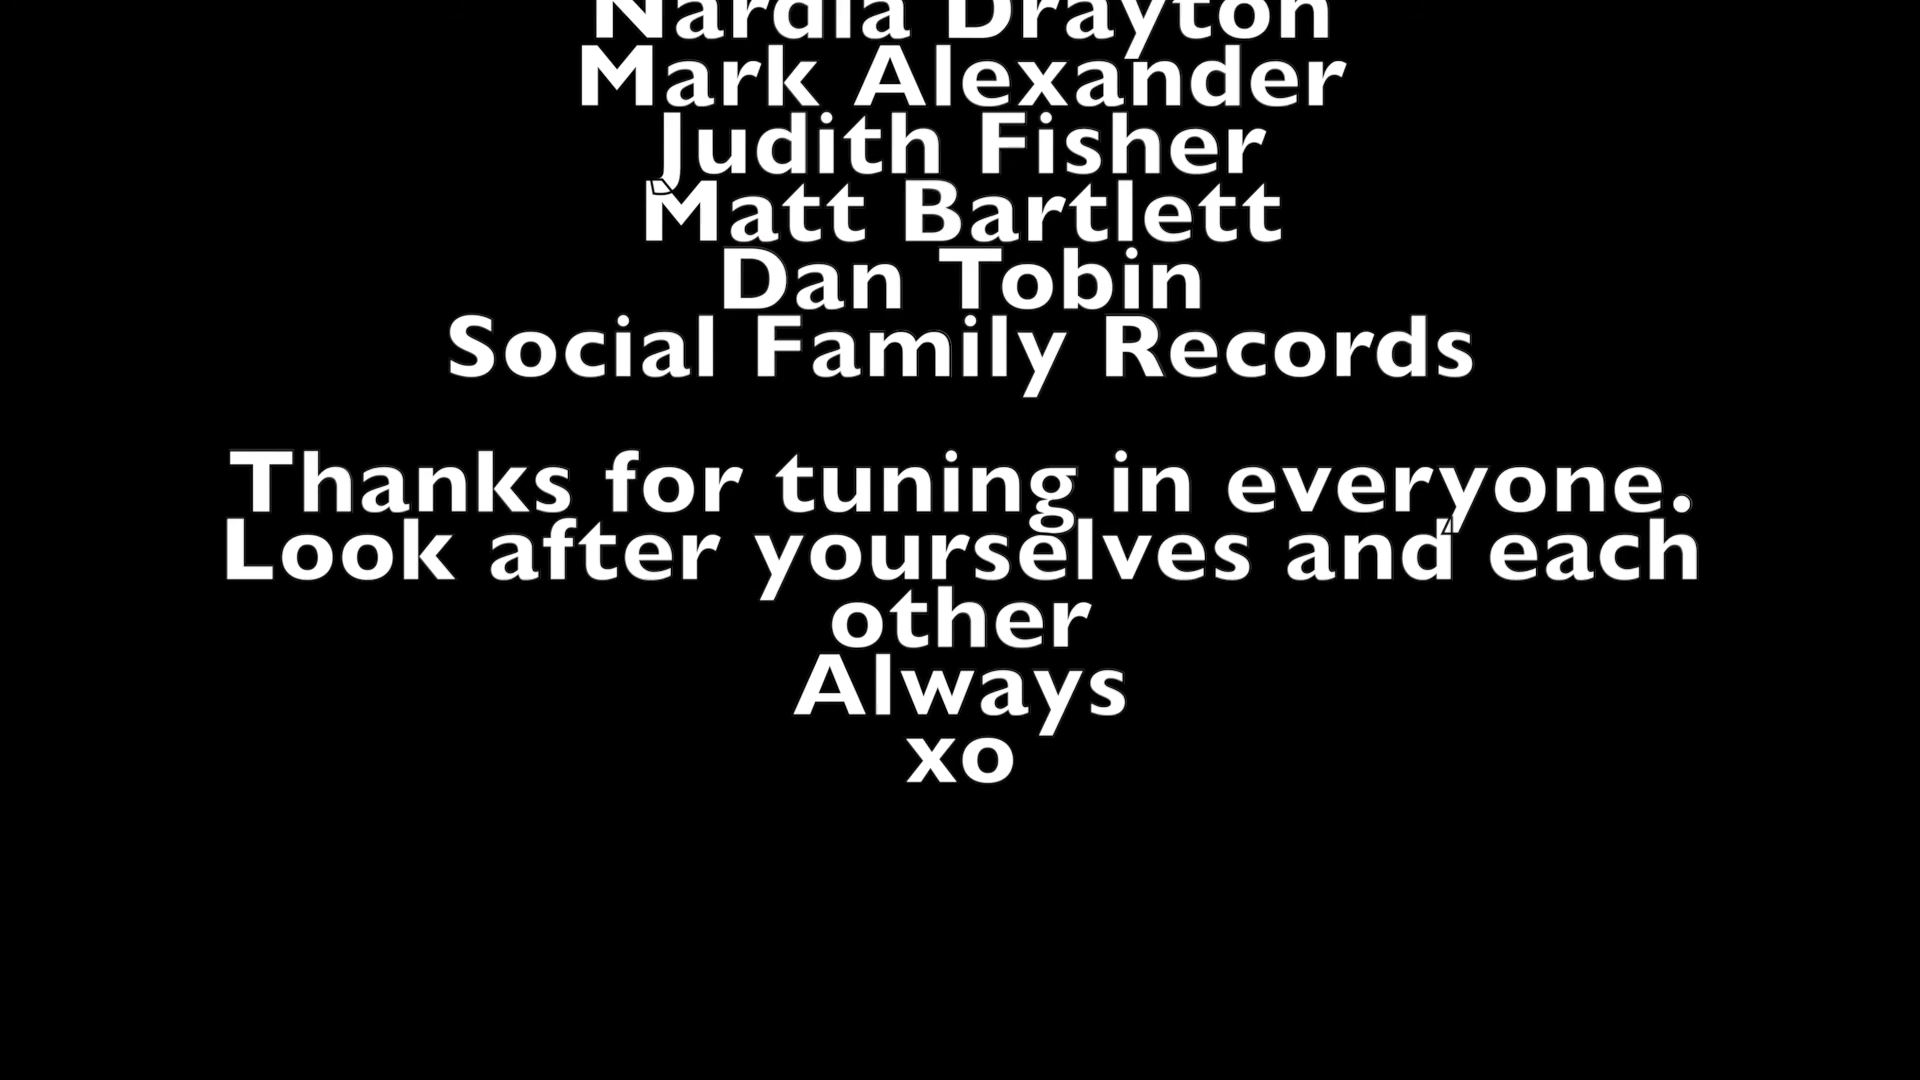 Nardia Drayton
Mark Alexander
Judith Fisher
Matt Bartlett
Dan Tobin
Social Family Records
Thanks for tuning in everyone.
Look after yourselves and each
other
Always
xo